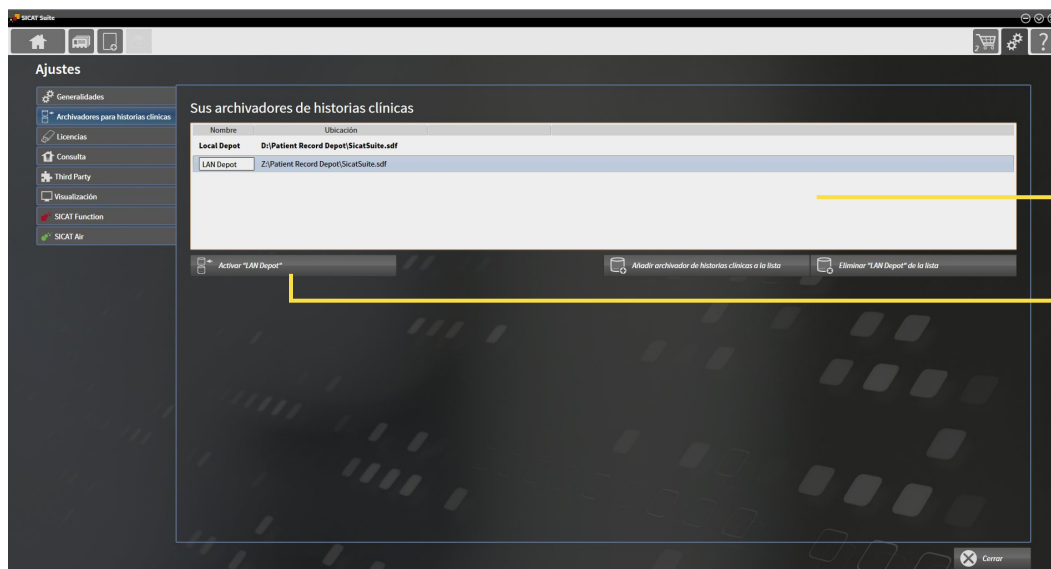 SICAT Suite
2
?
Ajustes
Generalidades
Archivadores para historias clínicas
Licencias
Consulta
Third Party
Visualización
SICAT Function
SICAT Air
Sus archivadores de historias clínicas
Nombre Ubicación
Local Depot D:\Patient Record Depot\SicatSuite.sdf
LAN Depot Z:\Patient Record Depot\SicatSuite.sdf
Activar "LAN Depot" Añadir archivador de historias clínicas a la lista Eliminar "LAN Depot" de la lista
Cerrar